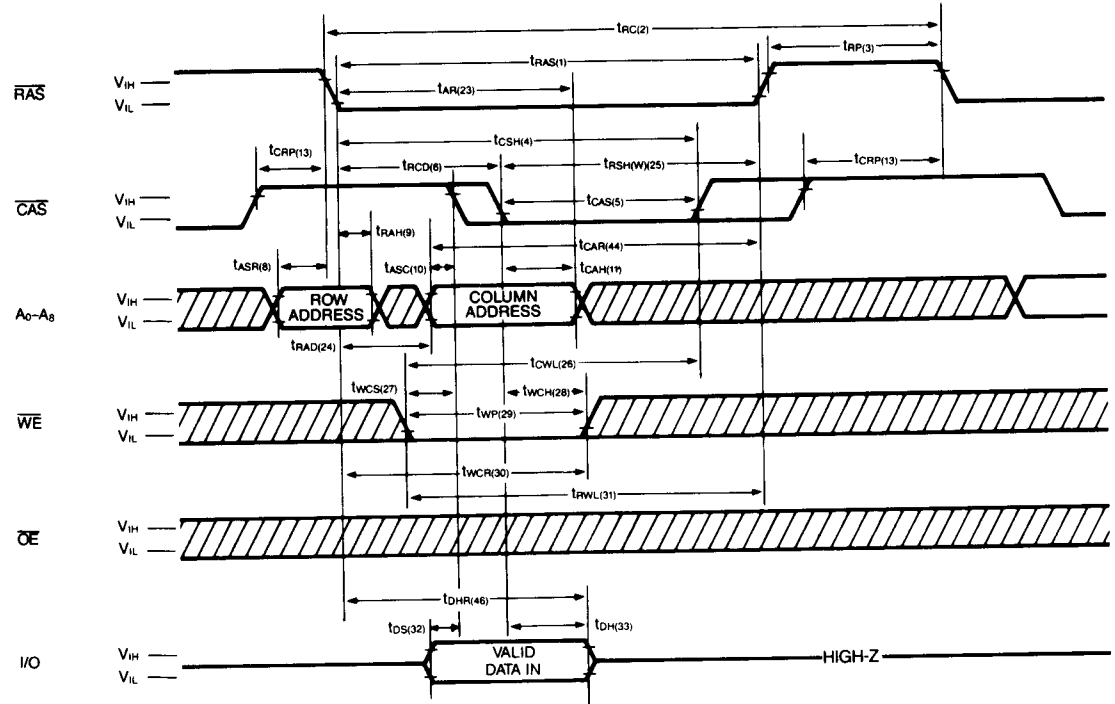 tRC(2)
tRAS(1)
tRP(3)
RAS
VIH
VIL
tAR(23)
tCSH(4)
tCRP(13)
tRCD(6)
tRSH(W)(25)
tCRP(13)
CAS
VIH
VIL
tCAS(5)
tRAH(9)
tCAR(44)
tASR(8)
tASC(10)
tCAH(11)
A0–A8
VIH
VIL
ROW
ADDRESS
COLUMN
ADDRESS
tRAD(24)
tCWL(26)
tWCS(27)
tWCH(28)
WE
VIH
VIL
tWP(29)
tWCR(30)
tRWL(31)
OE
VIH
VIL
tDHR(46)
tDS(32)
tDH(33)
I/O
VIH
VIL
VALID
DATA IN
HIGH-Z